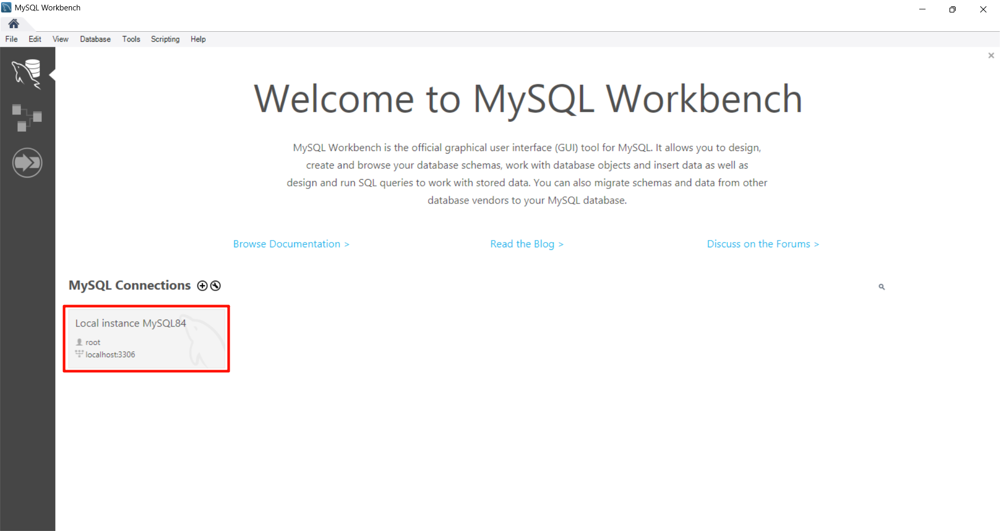 MySQL Workbench
File Edit View Database Tools Scripting Help
Welcome to MySQL Workbench
MySQL Workbench is the official graphical user interface (GUI) tool for MySQL. It allows you to design,
create and browse your database schemas, work with database objects and insert data as well as
design and run SQL queries to work with stored data. You can also migrate schemas and data from other
database vendors to your MySQL database.
Browse Documentation > Read the Blog > Discuss on the Forums >
MySQL Connections
Local instance MySQL84
root
localhost:3306